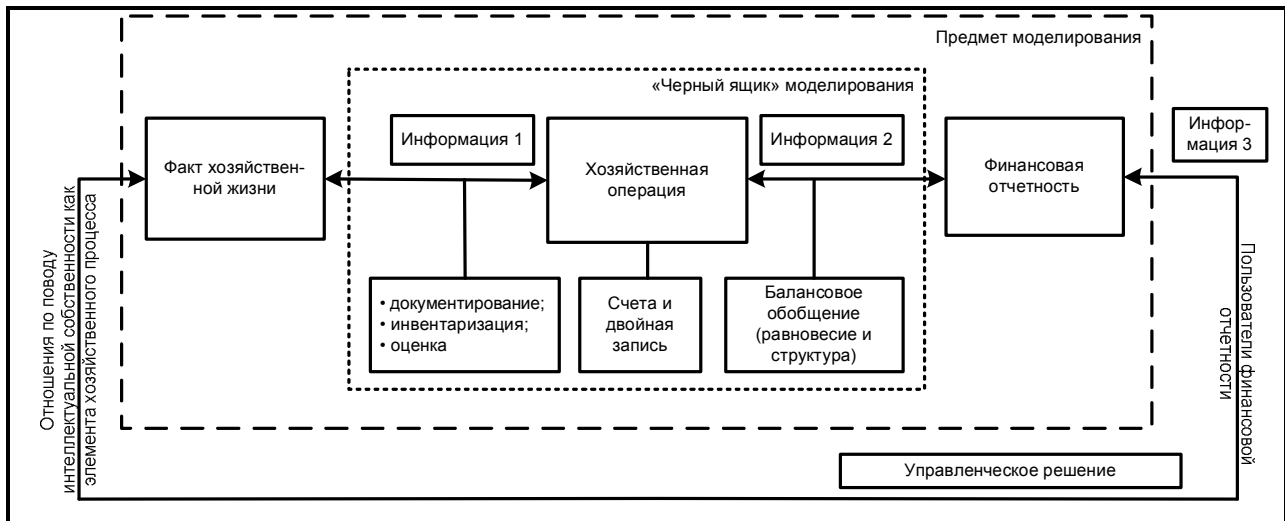 Предмет моделирования
«Черный ящик» моделирования
Информация 1
Информация 2
Инфор-
мация 3
Факт хозяйствен-
ной жизни
Хозяйственная
операция
Финансовая
отчетность
• документирование;
• инвентаризация;
• оценка
Счета и
двойная
запись
Балансовое
обобщение
(равновесие и
структура)
Отношения по поводу
интеллектуальной собственности как
элемента хозяйственного процесса
Пользователи финансовой
отчетности
Управленческое решение